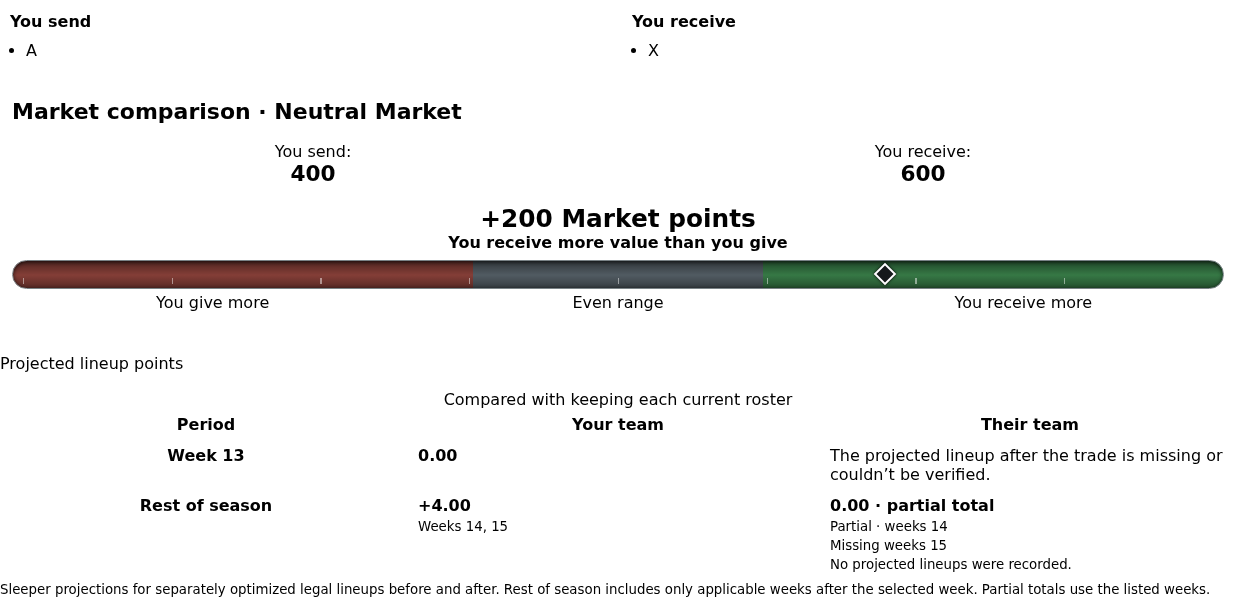 You send
You receive
• A
• X
Market comparison · Neutral Market
You send:
400
You receive:
600
+200 Market points
You receive more value than you give
You give more
Even range
You receive more
Projected lineup points
Compared with keeping each current roster
Period
Your team
Their team
Week 13
0.00
The projected lineup after the trade is missing or
couldn’t be verified.
Rest of season
+4.00
Weeks 14, 15
0.00 · partial total
Partial · weeks 14
Missing weeks 15
No projected lineups were recorded.
Sleeper projections for separately optimized legal lineups before and after. Rest of season includes only applicable weeks after the selected week. Partial totals use the listed weeks.